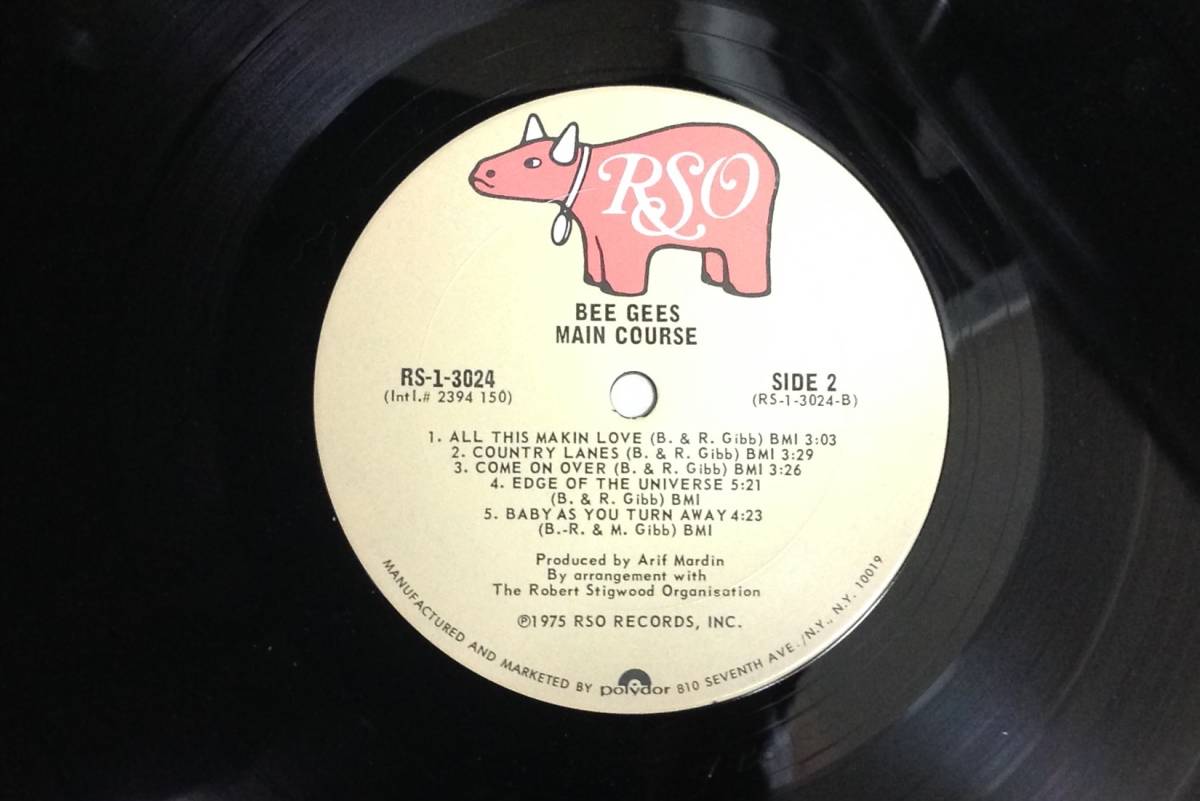 RSO
BEE GEES
MAIN COURSE
RS-1-3024
(Intl.# 2394 150)
SIDE 2
(RS-1-3024-B)
1. ALL THIS MAKIN LOVE (B. & R. Gibb) BMI 3:03
2. COUNTRY LANES (B. & R. Gibb) BMI 3:29
3. COME ON OVER (B. & R. Gibb) BMI 3:26
4. EDGE OF THE UNIVERSE 5:21
(B. & R. Gibb) BMI
5. BABY AS YOU TURN AWAY 4:23
(B.-R. & M. Gibb) BMI
Produced by Arif Mardin
By arrangement with
The Robert Stigwood Organisation
℗1975 RSO RECORDS, INC.
MANUFACTURED AND MARKETED BY polydor 810 SEVENTH AVE./N.Y., N.Y. 10019